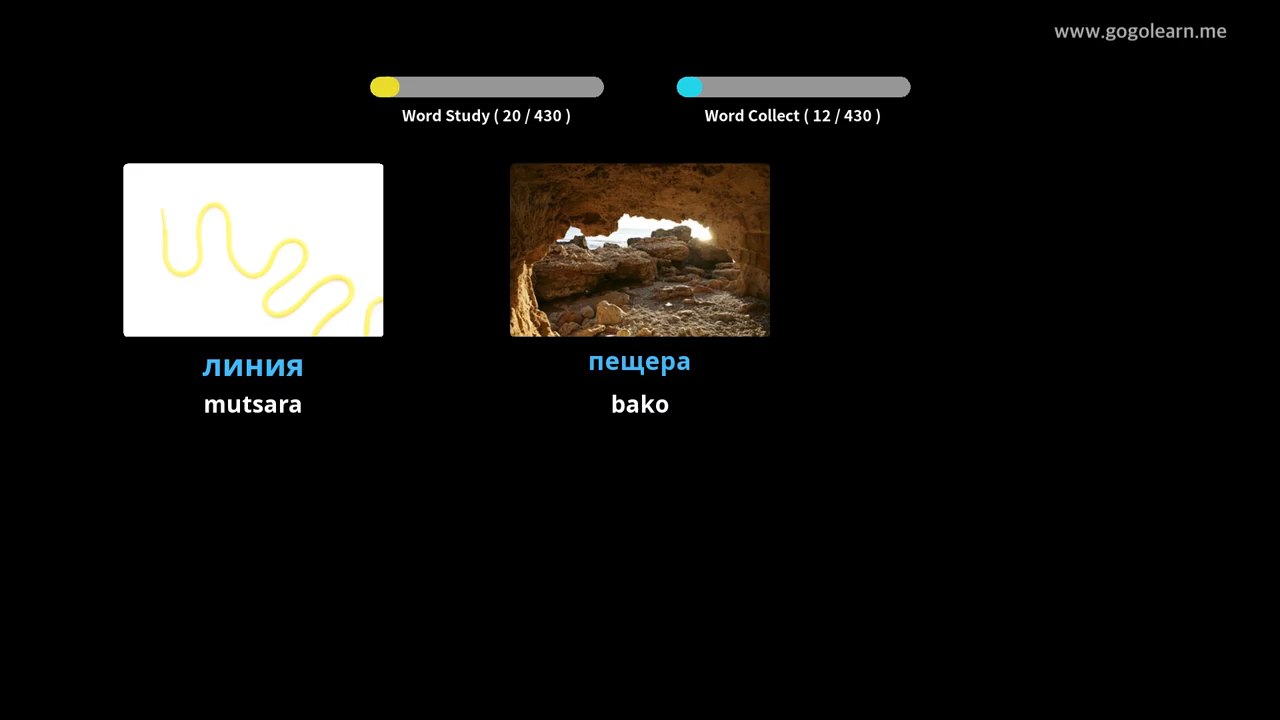 www.gogolearn.me
Word Study ( 20 / 430 )
Word Collect ( 12 / 430 )
линия
mutsara
пещера
bako